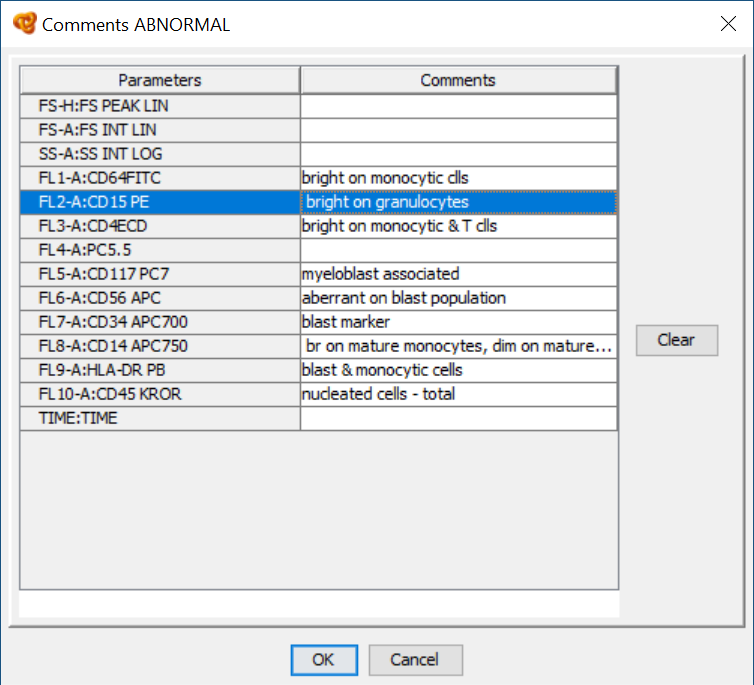 Comments ABNORMAL
Parameters Comments
FS-H:FS PEAK LIN
FS-A:FS INT LIN
SS-A:SS INT LOG
FL1-A:CD64FITC bright on monocytic clls
FL2-A:CD15 PE bright on granulocytes
FL3-A:CD4ECD bright on monocytic & T clls
FL4-A:PC5.5
FL5-A:CD117 PC7 myeloblast associated
FL6-A:CD56 APC aberrant on blast population
FL7-A:CD34 APC700 blast marker
FL8-A:CD14 APC750 br on mature monocytes, dim on mature...
FL9-A:HLA-DR PB blast & monocytic cells
FL10-A:CD45 KROR nucleated cells - total
TIME:TIME
Clear
OK Cancel